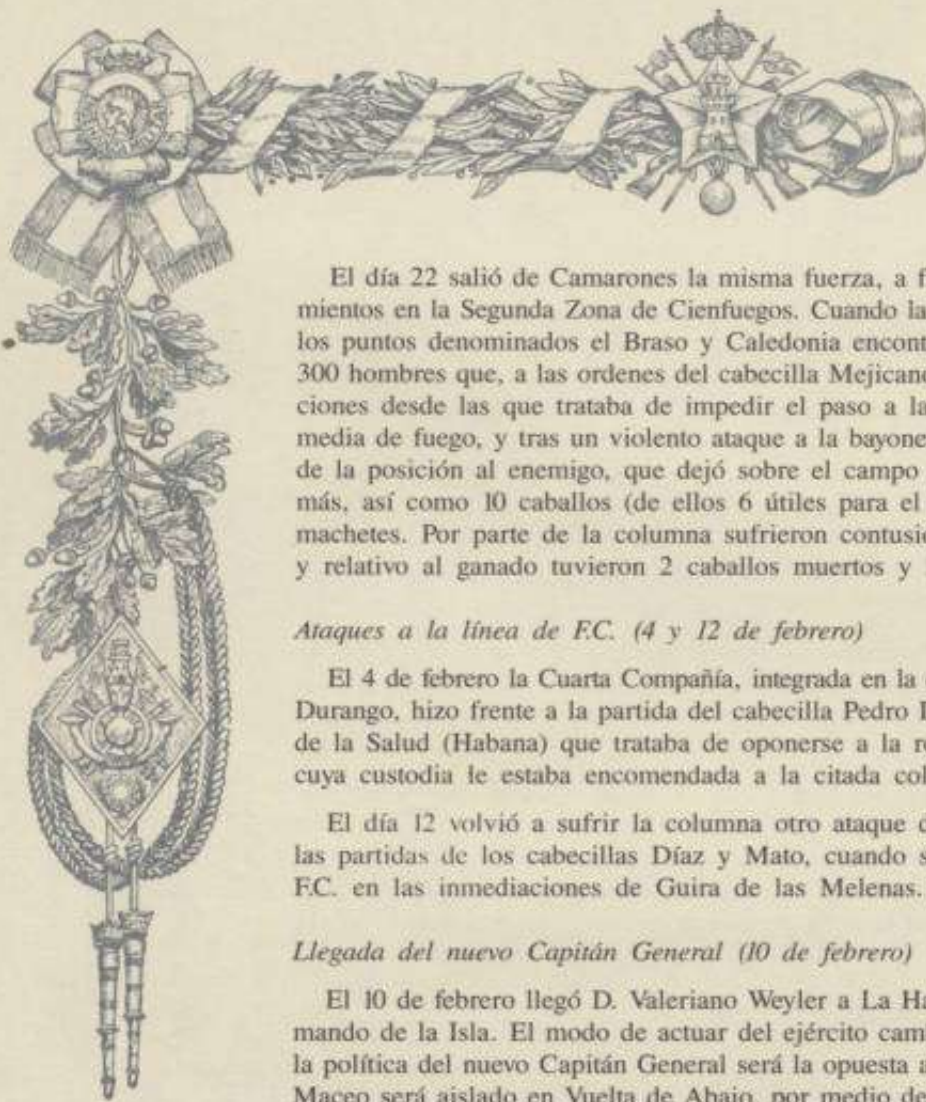 El día 22 salió de Camarones la misma fuerza, a f
mientos en la Segunda Zona de Cienfuegos. Cuando la
los puntos denominados el Braso y Caledonia encont
300 hombres que, a las ordenes del cabecilla Mejicano
ciones desde las que trataba de impedir el paso a la
media de fuego, y tras un violento ataque a la bayone
de la posición al enemigo, que dejó sobre el campo
más, así como 10 caballos (de ellos 6 útiles para el
machetes. Por parte de la columna sufrieron contusi
y relativo al ganado tuvieron 2 caballos muertos y
Ataques a la línea de F.C. (4 y 12 de febrero)
El 4 de febrero la Cuarta Compañía, integrada en la
Durango, hizo frente a la partida del cabecilla Pedro
de la Salud (Habana) que trataba de oponerse a la r
cuya custodia le estaba encomendada a la citada col
El día 12 volvió a sufrir la columna otro ataque
las partidas de los cabecillas Díaz y Mato, cuando s
F.C. en las inmediaciones de Guira de las Melenas.
Llegada del nuevo Capitán General (10 de febrero)
El 10 de febrero llegó D. Valeriano Weyler a La Ha
mando de la Isla. El modo de actuar del ejército cam
la política del nuevo Capitán General será la opuesta a
Maceo será aislado en Vuelta de Abajo, por medio de